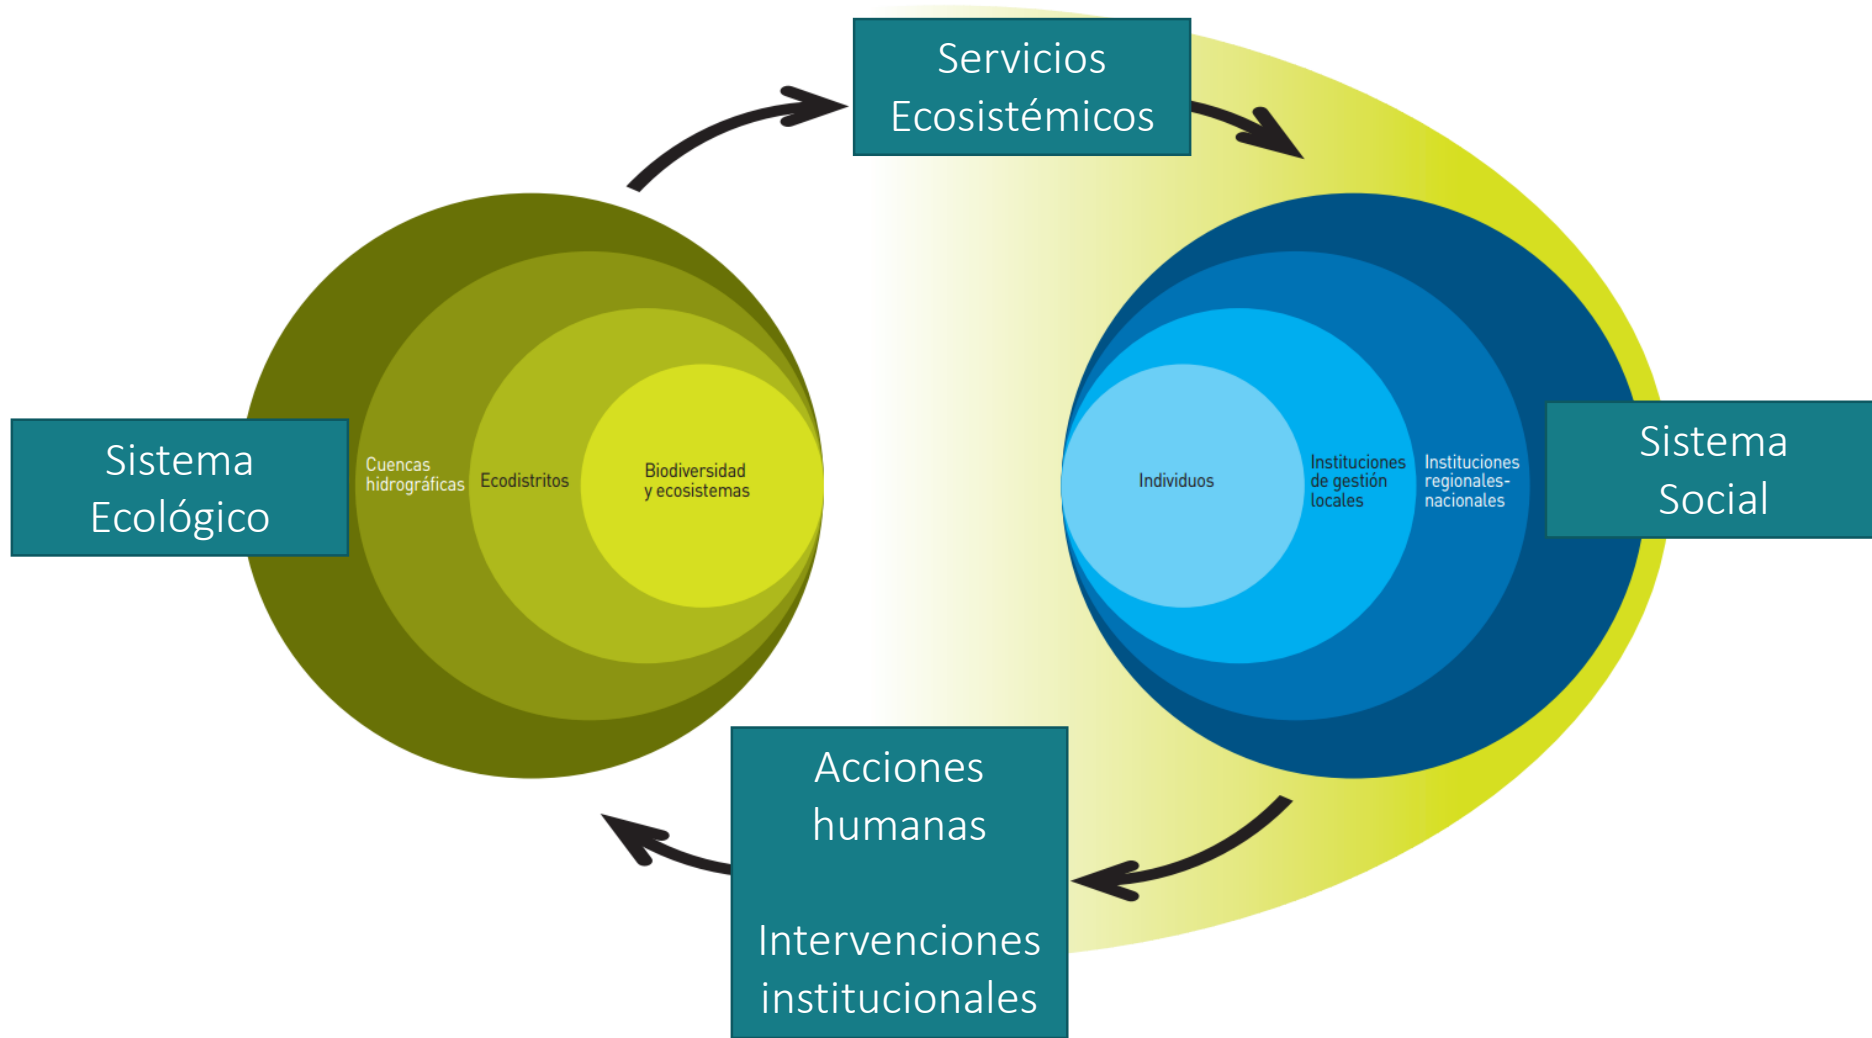 Servicios
Ecosistémicos
Sistema
Ecológico
Cuencas
hidrográficas
Ecodistritos
Biodiversidad
y ecosistemas
Individuos
Instituciones
de gestión
locales
Instituciones
regionales-
nacionales
Sistema
Social
Acciones
humanas
Intervenciones
institucionales